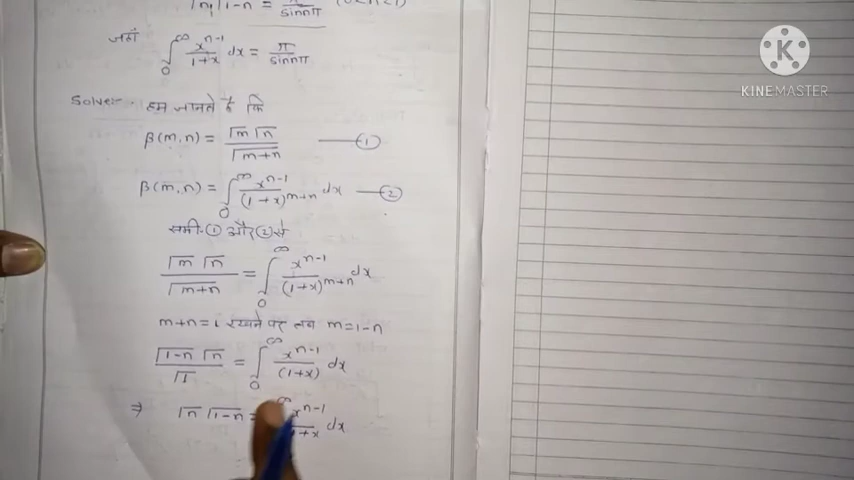 Γn Γ1-n = π/sinnπ (0<n<1)
जहाँ ∫₀^∞ x^(n-1)/(1+x) dx = π/sinnπ
Solve:- हम जानते है कि
β(m,n) = Γm Γn / Γm+n —①
β(m,n) = ∫₀^∞ x^(n-1)/(1+x)^(m+n) dx —②
समी.① और ② से
Γm Γn / Γm+n = ∫₀^∞ x^(n-1)/(1+x)^(m+n) dx
m+n=1 रखने पर तब m=1-n
Γ1-n Γn / Γ1 = ∫₀^∞ x^(n-1)/(1+x) dx
⇒ Γn Γ1-n = ∞ x^(n-1)/1+x dx
KINEMASTER